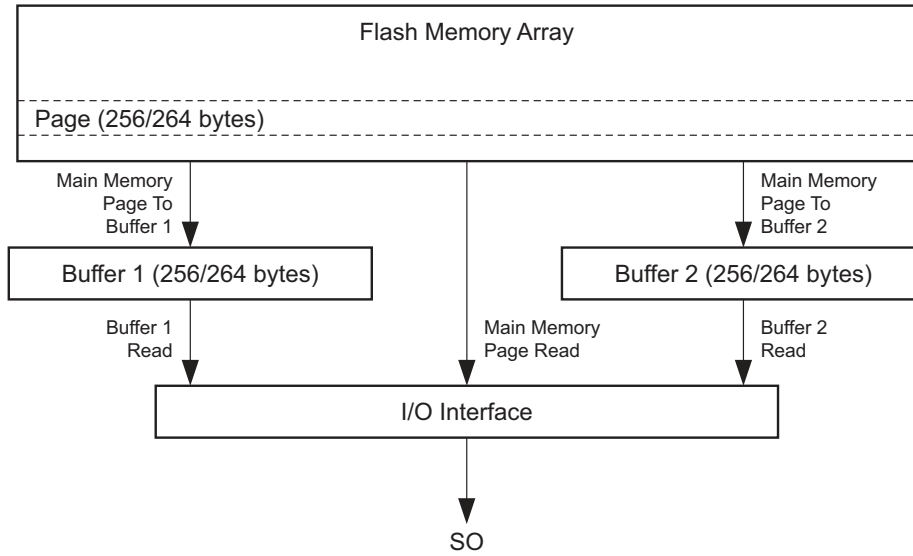 Flash Memory Array
Page (256/264 bytes)
Main Memory
Page To
Buffer 1
Main Memory
Page To
Buffer 2
Buffer 1 (256/264 bytes)
Buffer 2 (256/264 bytes)
Buffer 1
Read
Main Memory
Page Read
Buffer 2
Read
I/O Interface
SO